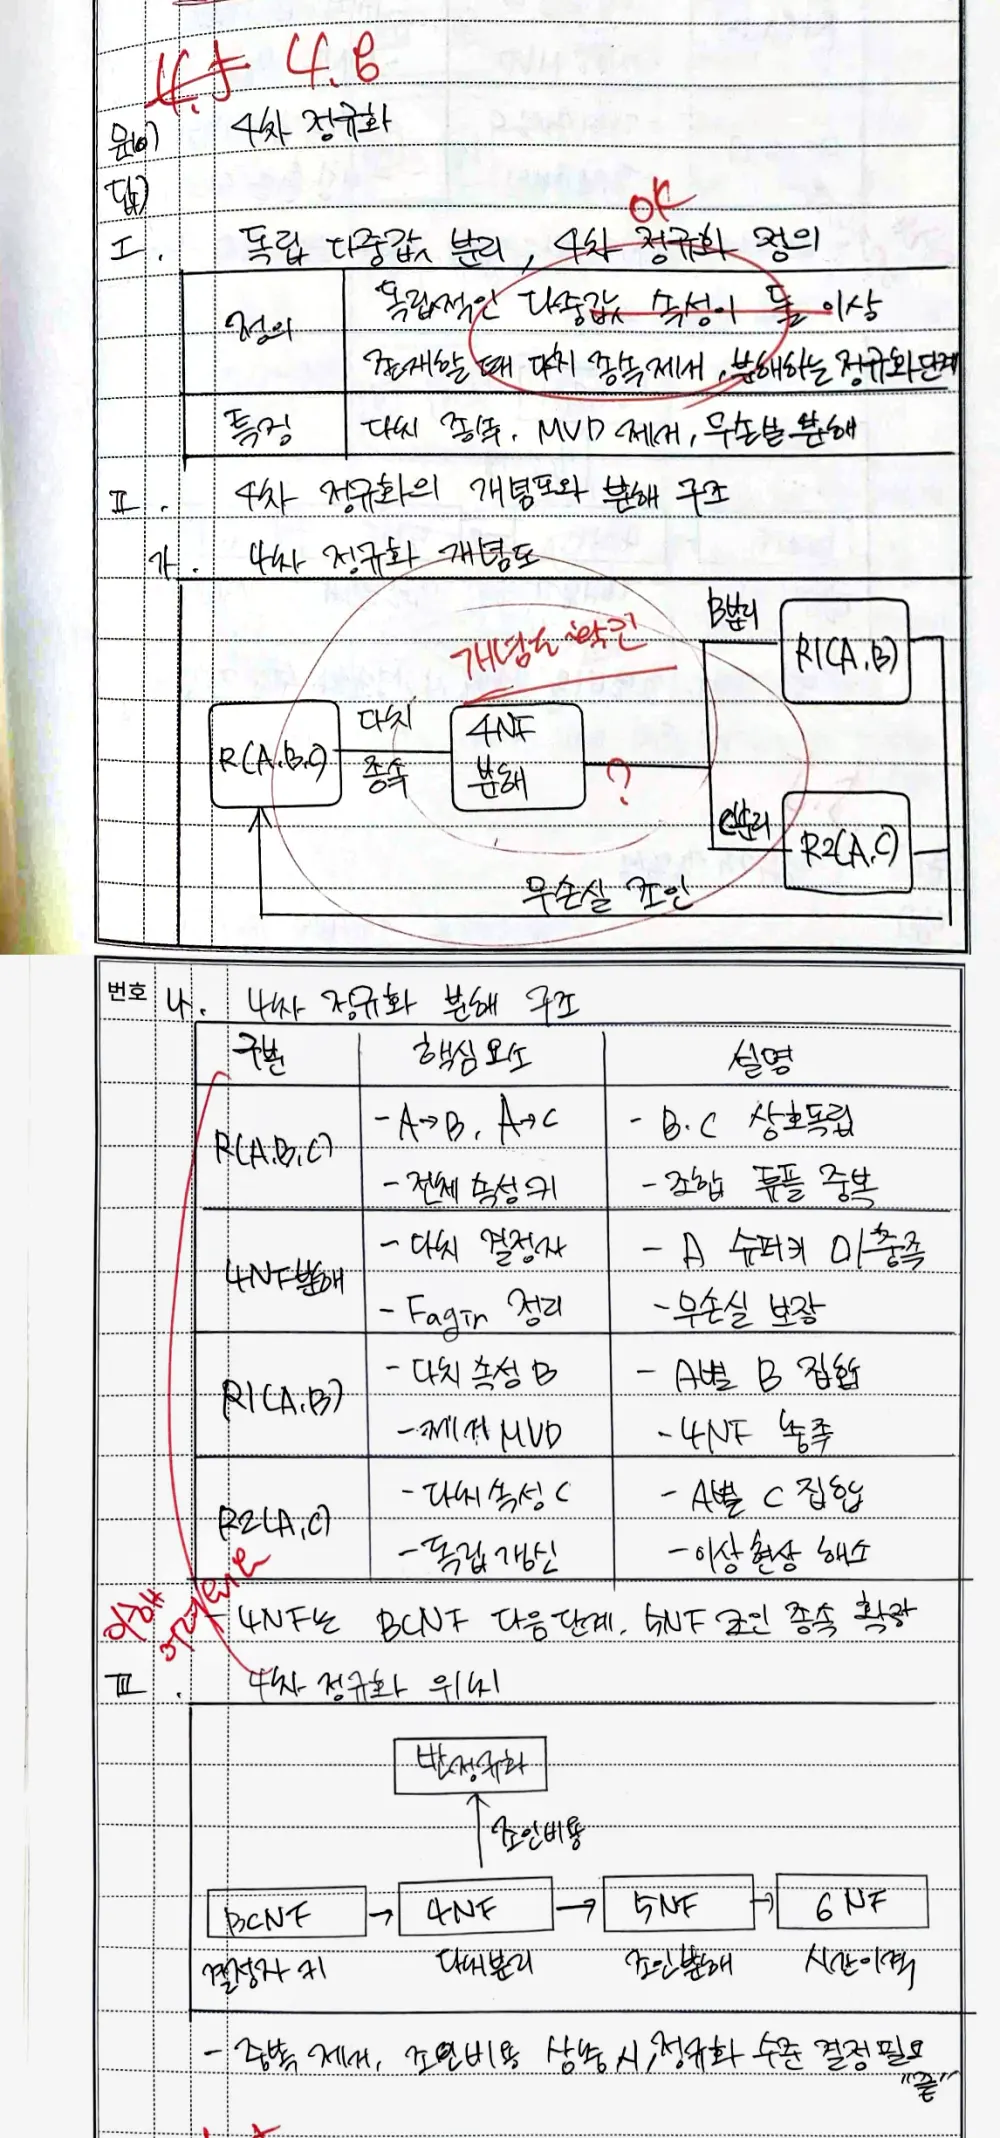 4.5 4.6
문(10) 4차 정규화
답)
OK
I. 독립 다중값 분리, 4차 정규화 정의
정의
독립적인 다중값 속성이 둘 이상
존재할 때 다치 종속 제거, 분해하는 정규화 단계
특징 다치 종속. MVD 제거, 무손실 분해
II. 4차 정규화의 개념도와 분해 구조
가. 4차 정규화 개념도
개념도 확인
B분리 R1(A.B)
R(A.B.C) 다치 종속 4NF 분해 ?
C분리 R2(A.C)
무손실 조인
번호 나. 4차 정규화 분해 구조
구분 핵심요소 설명
R(A.B.C)
- A→B, A→C - B.C 상호독립
- 전체 속성 키 - 조합 튜플 중복
4NF분해
- 다치 결정자 - A 슈퍼키 미충족
- Fagin 정리 - 무손실 보장
R1(A.B)
- 다치 속성 B - A별 B 집합
- 제거 MVD - 4NF 충족
R2(A.C)
- 다치 속성 C - A별 C 집합
- 독립 갱신 - 이상현상 해소
이해
어려워요
- 4NF는 BCNF 다음 단계. 5NF 조인 종속 확장
III. 4차 정규화 위치
반정규화
조인비용
BCNF → 4NF → 5NF → 6NF
결정자 키 다치분리 조인분해 시간이력
- 중복 제거, 조인비용 상충 시, 정규화 수준 결정 필요
"끝"